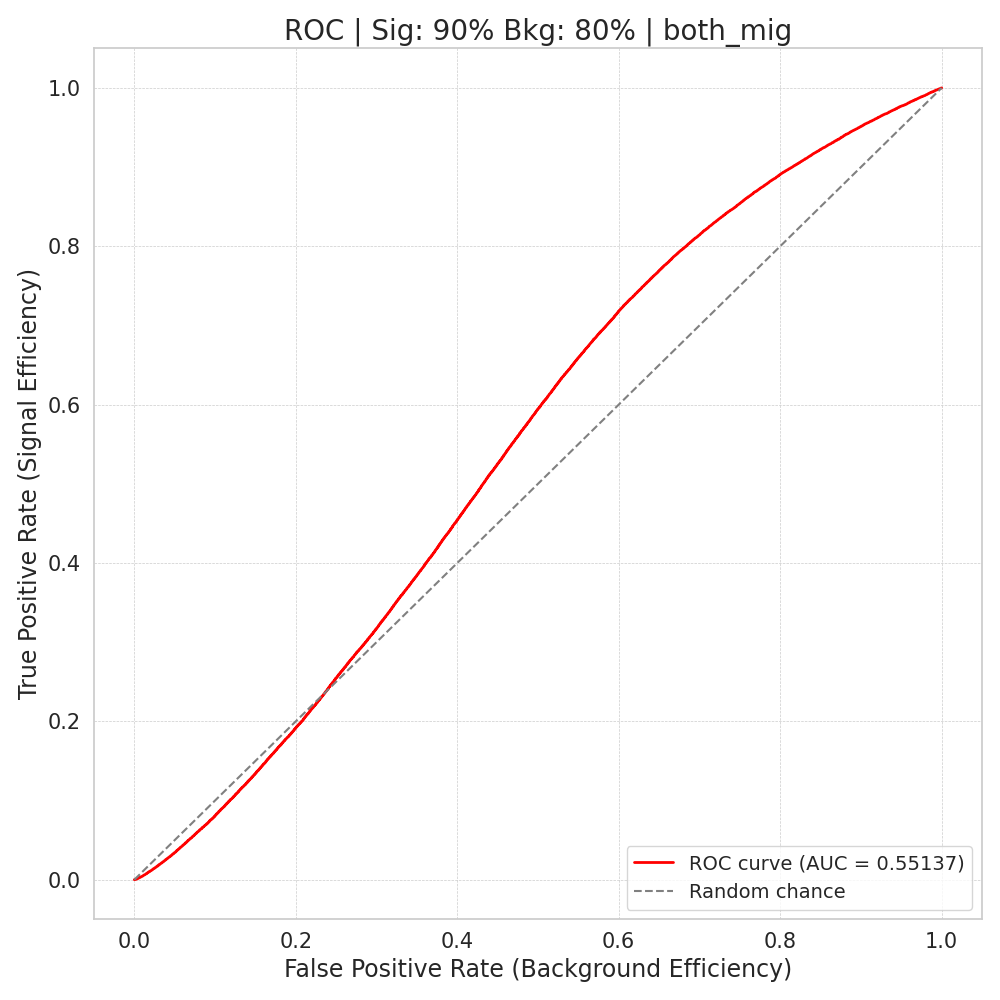 ROC | Sig: 90% Bkg: 80% | both_mig
True Positive Rate (Signal Efficiency)
1.0
0.8
0.6
0.4
0.2
0.0
ROC curve (AUC = 0.55137)
Random chance
0.0 0.2 0.4 0.6 0.8 1.0
False Positive Rate (Background Efficiency)